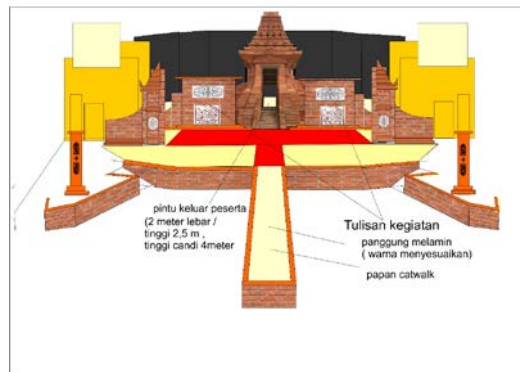 pintu keluar peserta
(2 meter lebar /
tinggi 2,5 m ,
tinggi candi 4meter
Tulisan kegiatan
panggung melamin
( warna menyesuaikan)
papan catwalk